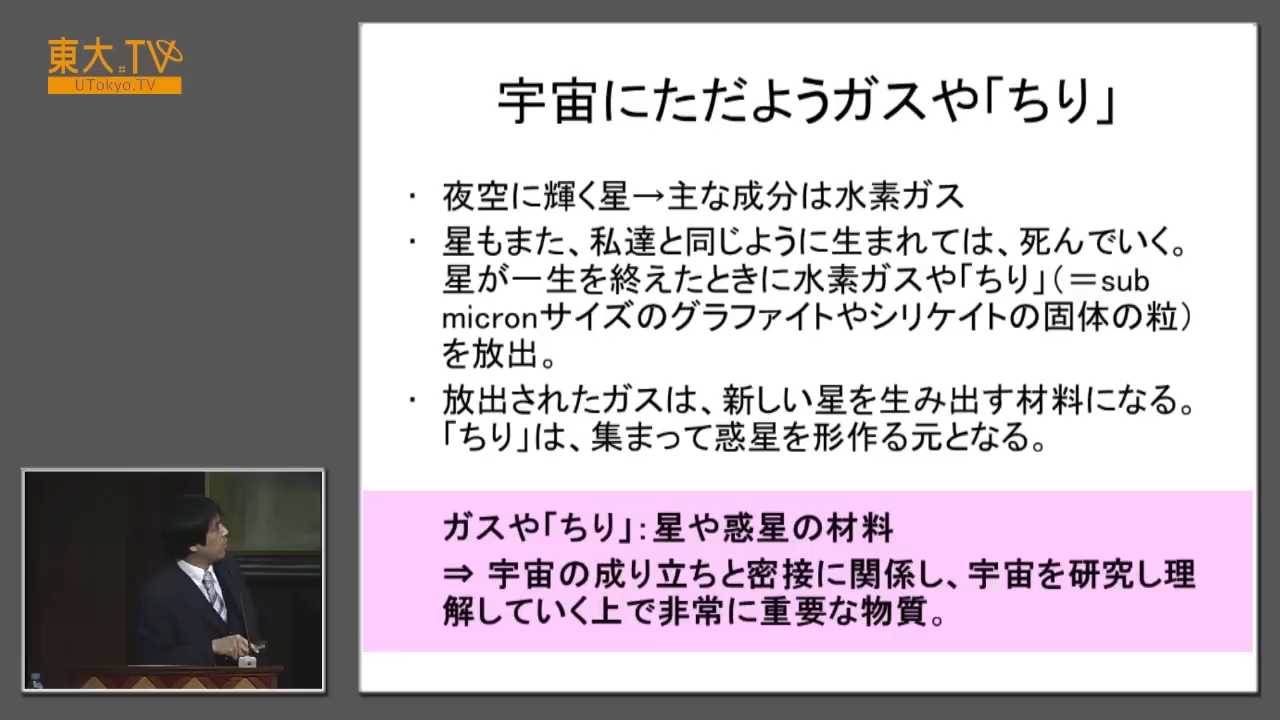 東大.TV
UTokyo.TV
宇宙にただようガスや「ちり」
・ 夜空に輝く星→主な成分は水素ガス
・ 星もまた、私達と同じように生まれては、死んでいく。
星が一生を終えたときに水素ガスや「ちり」(＝sub
micronサイズのグラファイトやシリケイトの固体の粒)
を放出。
・ 放出されたガスは、新しい星を生み出す材料になる。
「ちり」は、集まって惑星を形作る元となる。
ガスや「ちり」：星や惑星の材料
⇒ 宇宙の成り立ちと密接に関係し、宇宙を研究し理
解していく上で非常に重要な物質。